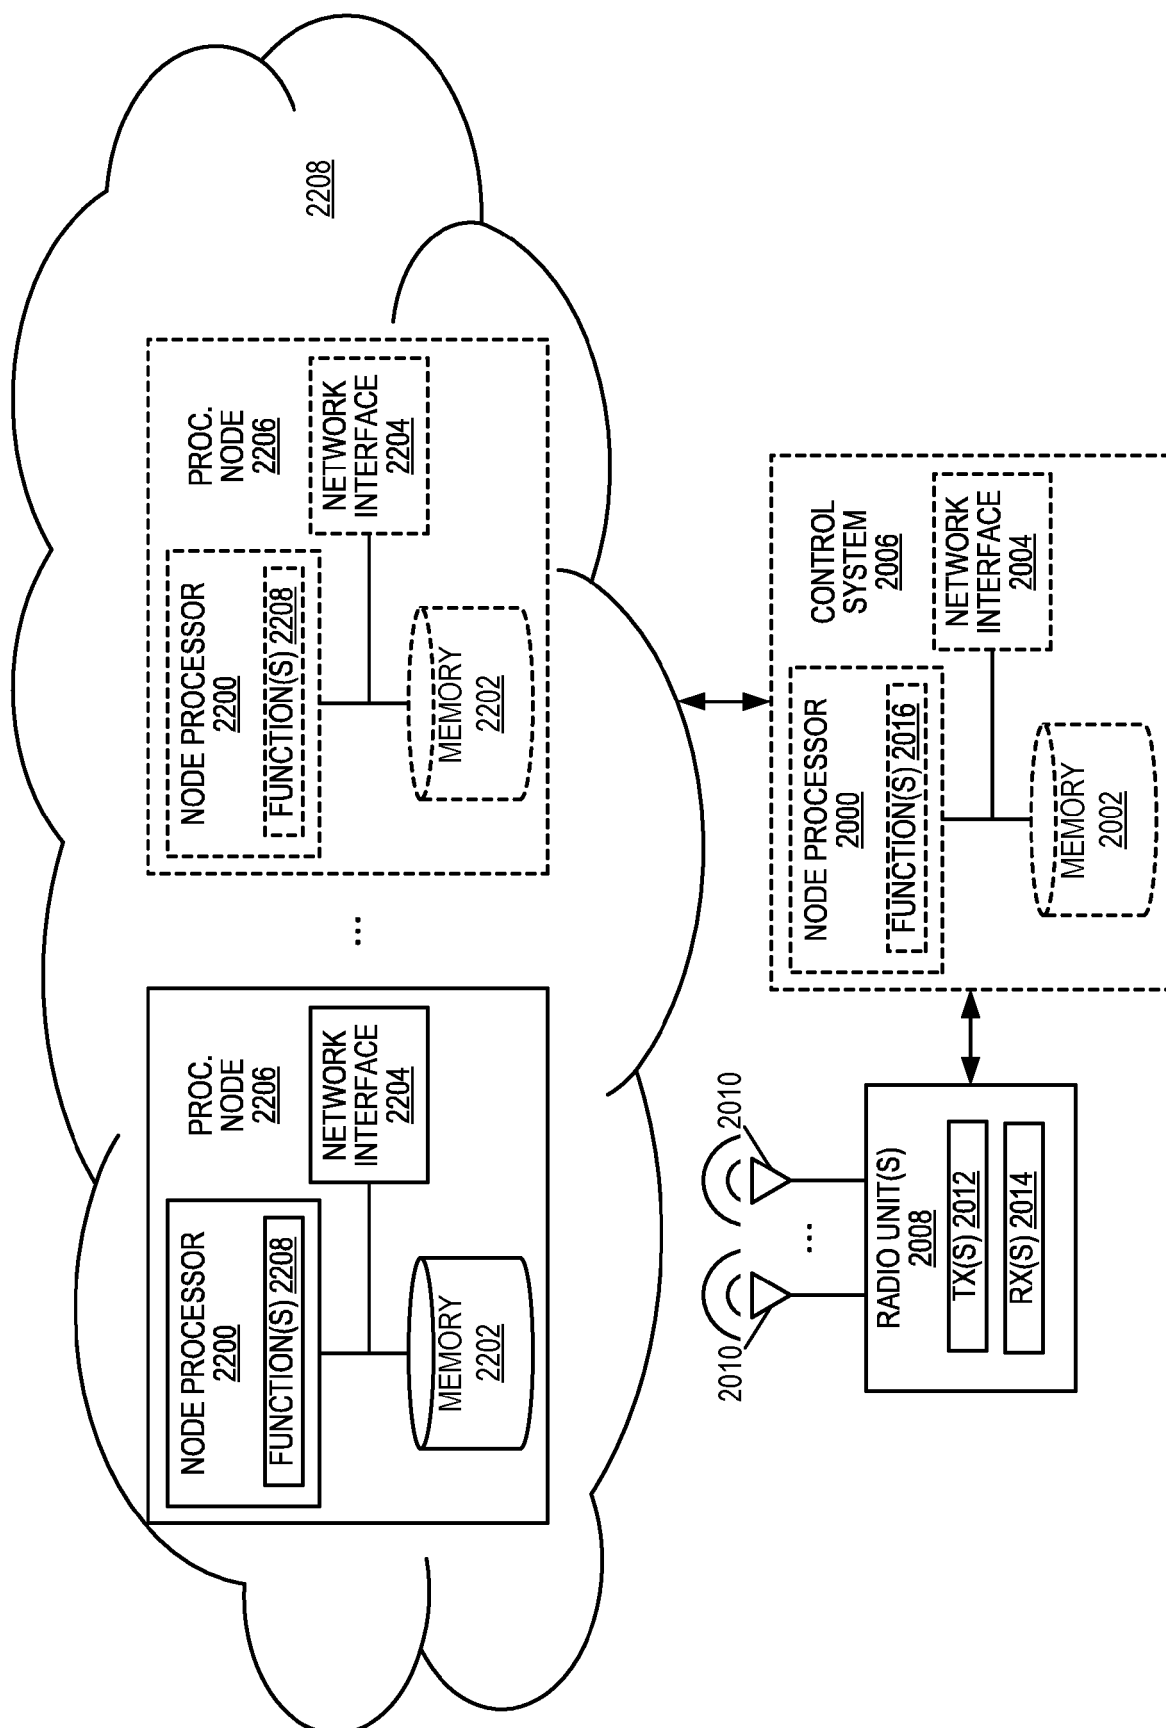 2208
NODE PROCESSOR
2200
FUNCTION(S) 2208
PROC.
NODE
2206
NETWORK
INTERFACE
2204
MEMORY
2202
...
NODE PROCESSOR
2200
FUNCTION(S) 2208
PROC.
NODE
2206
NETWORK
INTERFACE
2204
MEMORY
2202
2010
...
2010
RADIO UNIT(S)
2008
TX(S) 2012
RX(S) 2014
NODE PROCESSOR
2000
FUNCTION(S) 2016
CONTROL
SYSTEM
2006
NETWORK
INTERFACE
2004
MEMORY
2002